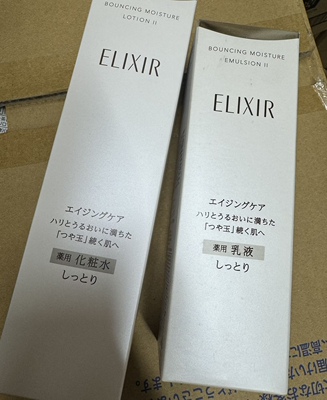 BOUNCING MOISTURE
LOTION II
ELIXIR
エイジングケア
ハリとうるおいに満ちた
「つや玉」続く肌へ
薬用 化粧水
しっとり
BOUNCING MOISTURE
EMULSION II
ELIXIR
エイジングケア
ハリとうるおいに満ちた
「つや玉」続く肌へ
薬用 乳液
しっとり